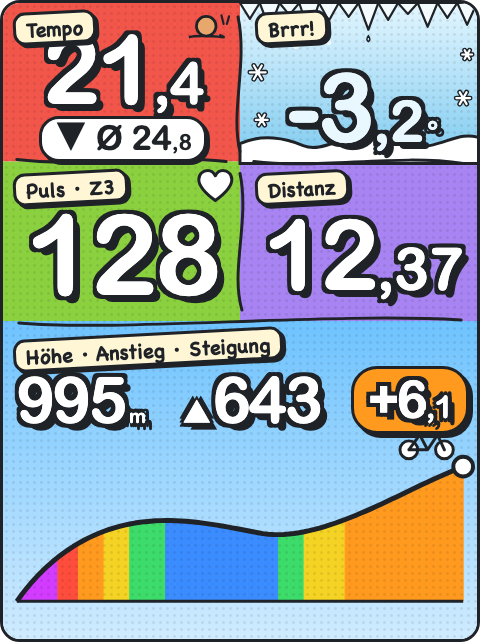 Tempo
21,4
▼ Ø 24,8
Brrr!
-3,2°
Puls · Z3
128
Distanz
12,37
Höhe · Anstieg · Steigung
995m ▲643 +6,1